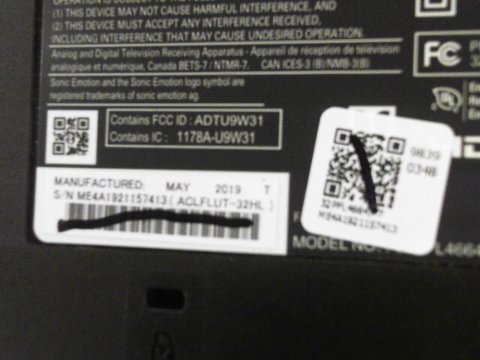 (1) THIS DEVICE MAY NOT CAUSE HARMFUL INTERFERENCE, AND
(2) THIS DEVICE MUST ACCEPT ANY INTERFERENCE RECEIVED,
INCLUDING INTERFERENCE THAT MAY CAUSE UNDESIRED OPERATION.
Analog and Digital Television Receiving Apparatus - Appareil de réception de télévision
analogique et numérique, Canada BETS-7 / NTMR-7. CAN ICES-3 (B)/NMB-3(B)
Sonic Emotion and the Sonic Emotion logo symbol are
registered trademarks of sonic emotion ag.
FC
Contains FCC ID : ADTU9W31
Contains IC : 1178A-U9W31
MANUFACTURED: MAY 2019 T
S/N ME4A1921157413 ( ACLFLUT-32HL )
9839
0348
ME4A1921157413
MODEL NO